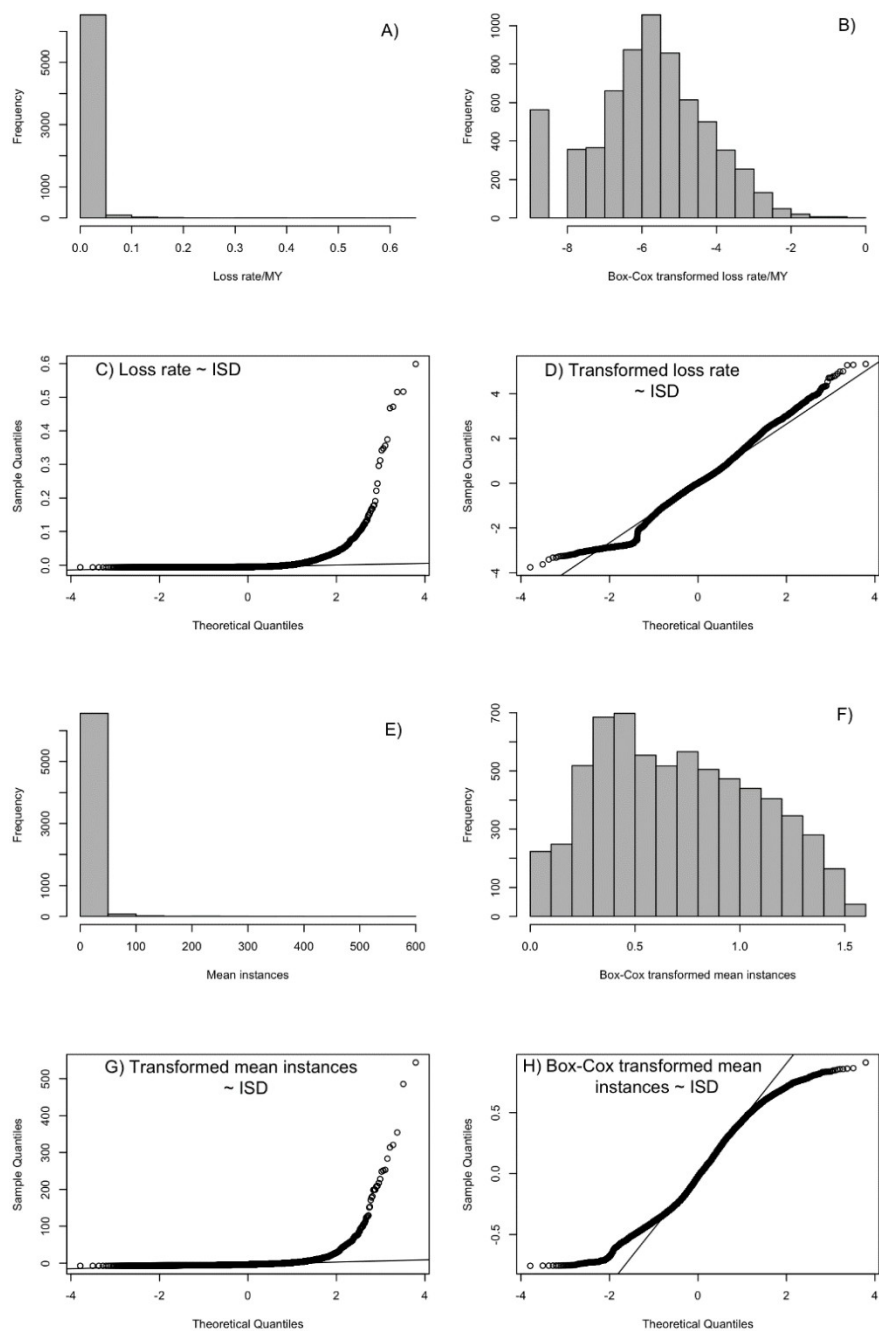 A)
Frequency
0 1000 3000 5000
0.0 0.1 0.2 0.3 0.4 0.5 0.6
Loss rate/MY
B)
Frequency
0 200 400 600 800 1000
-8 -6 -4 -2 0
Box-Cox transformed loss rate/MY
C) Loss rate ~ ISD
Sample Quantiles
0.0 0.1 0.2 0.3 0.4 0.5 0.6
-4 -2 0 2 4
Theoretical Quantiles
D) Transformed loss rate
~ ISD
Sample Quantiles
-4 -2 0 2 4
-4 -2 0 2 4
Theoretical Quantiles
E)
Frequency
0 1000 3000 5000
0 100 200 300 400 500 600
Mean instances
F)
Frequency
0 100 300 500 700
0.0 0.5 1.0 1.5
Box-Cox transformed mean instances
G) Transformed mean instances
~ ISD
Sample Quantiles
0 100 200 300 400 500
-4 -2 0 2 4
Theoretical Quantiles
H) Box-Cox transformed mean
instances ~ ISD
Sample Quantiles
-0.5 0.0 0.5
-4 -2 0 2 4
Theoretical Quantiles